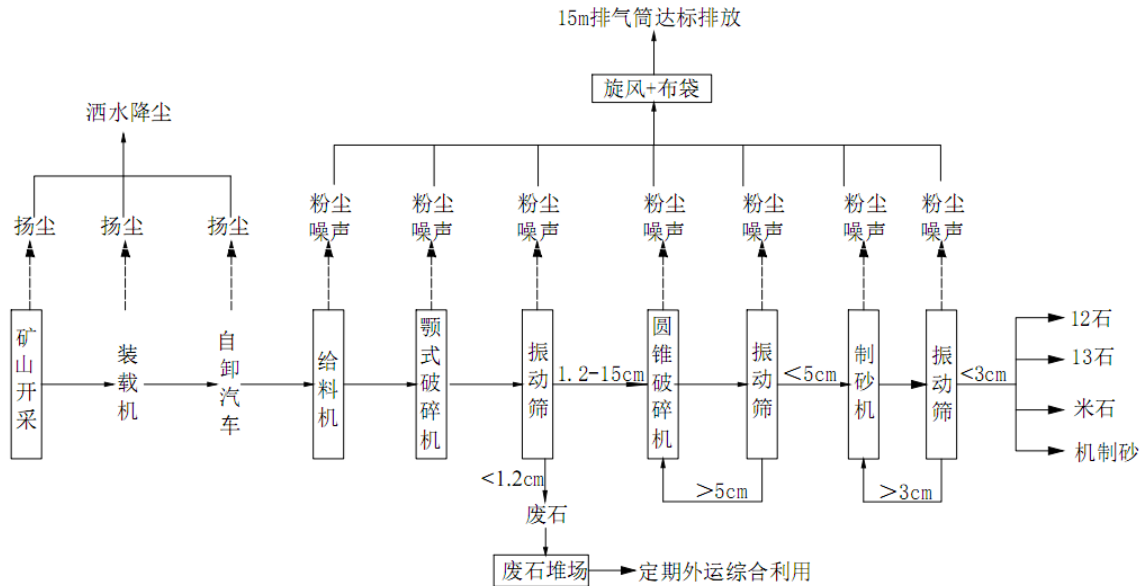 15m排气筒达标排放
旋风+布袋
洒水降尘
扬尘 扬尘 扬尘
粉尘 粉尘 粉尘 粉尘 粉尘 粉尘 粉尘
噪声 噪声 噪声 噪声 噪声 噪声 噪声
矿山开采
装载机
自卸汽车
给料机
颚式破碎机
振动筛
1.2-15cm
圆锥破碎机
振动筛
<5cm
制砂机
振动筛
<3cm
12石
13石
米石
机制砂
<1.2cm
>5cm
>3cm
废石
废石堆场
定期外运综合利用